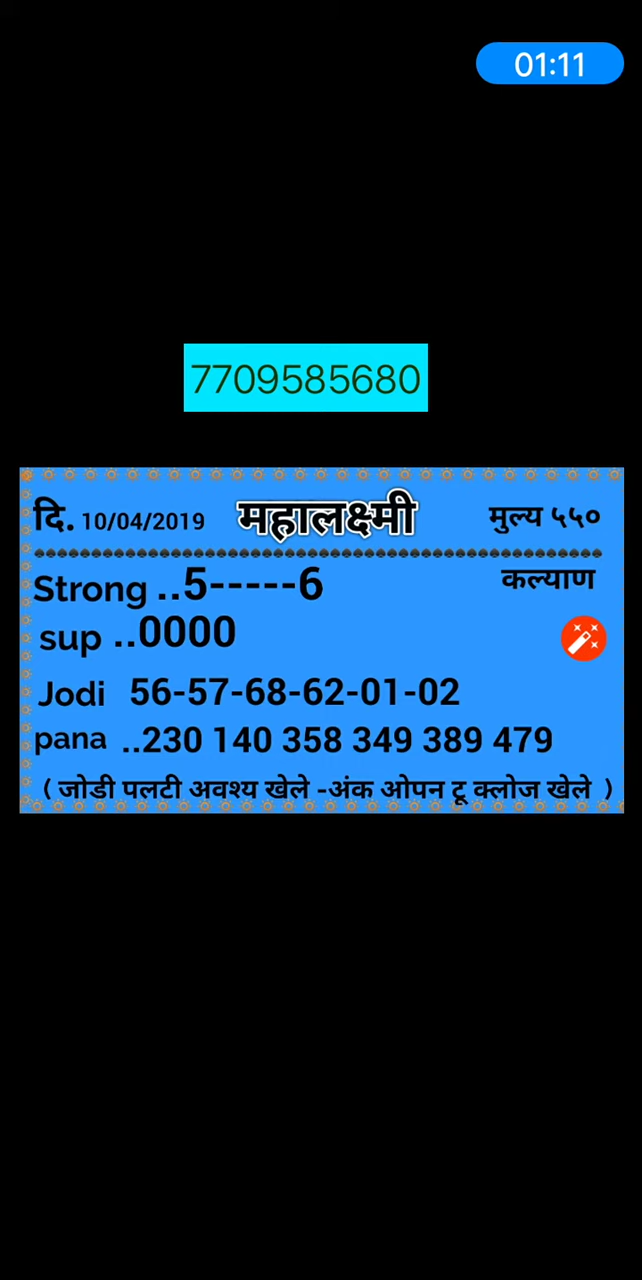 01:11
7709585680
दि. 10/04/2019 महालक्ष्मी मुल्य ५५०
Strong ..5-----6 कल्याण
sup ..0000
Jodi 56-57-68-62-01-02
pana ..230 140 358 349 389 479
( जोडी पलटी अवश्य खेले -अंक ओपन टू क्लोज खेले )